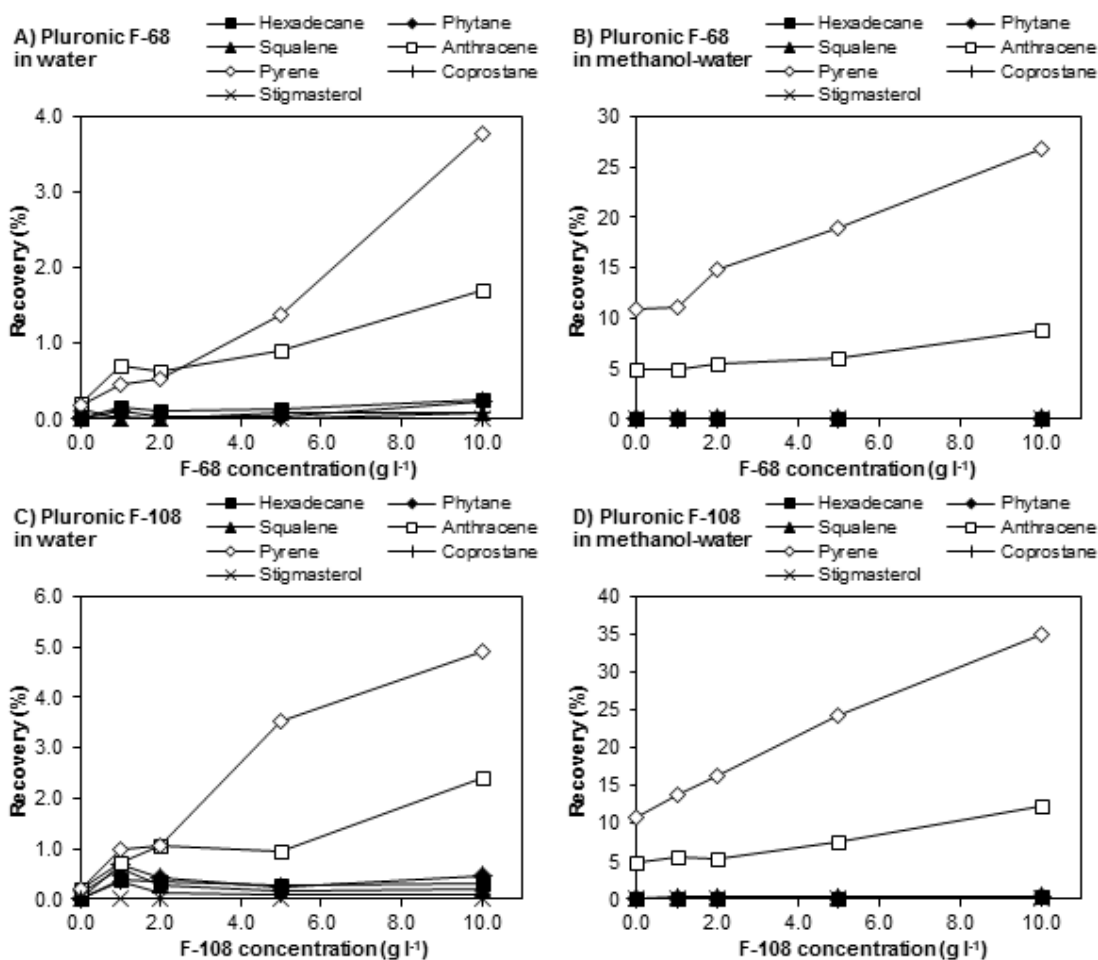 A) Pluronic F-68
in water
Hexadecane Phytane
Squalene Anthracene
Pyrene Coprostane
Stigmasterol
4.0
3.0
2.0
1.0
0.0
Recovery (%)
0.0 2.0 4.0 6.0 8.0 10.0
F-68 concentration (g l-1)
B) Pluronic F-68
in methanol-water
Hexadecane Phytane
Squalene Anthracene
Pyrene Coprostane
Stigmasterol
30
25
20
15
10
5
0
Recovery (%)
0.0 2.0 4.0 6.0 8.0 10.0
F-68 concentration (g l-1)
C) Pluronic F-108
in water
Hexadecane Phytane
Squalene Anthracene
Pyrene Coprostane
Stigmasterol
6.0
5.0
4.0
3.0
2.0
1.0
0.0
Recovery (%)
0.0 2.0 4.0 6.0 8.0 10.0
F-108 concentration (g l-1)
D) Pluronic F-108
in methanol-water
Hexadecane Phytane
Squalene Anthracene
Pyrene Coprostane
Stigmasterol
40
35
30
25
20
15
10
5
0
Recovery (%)
0.0 2.0 4.0 6.0 8.0 10.0
F-108 concentration (g l-1)